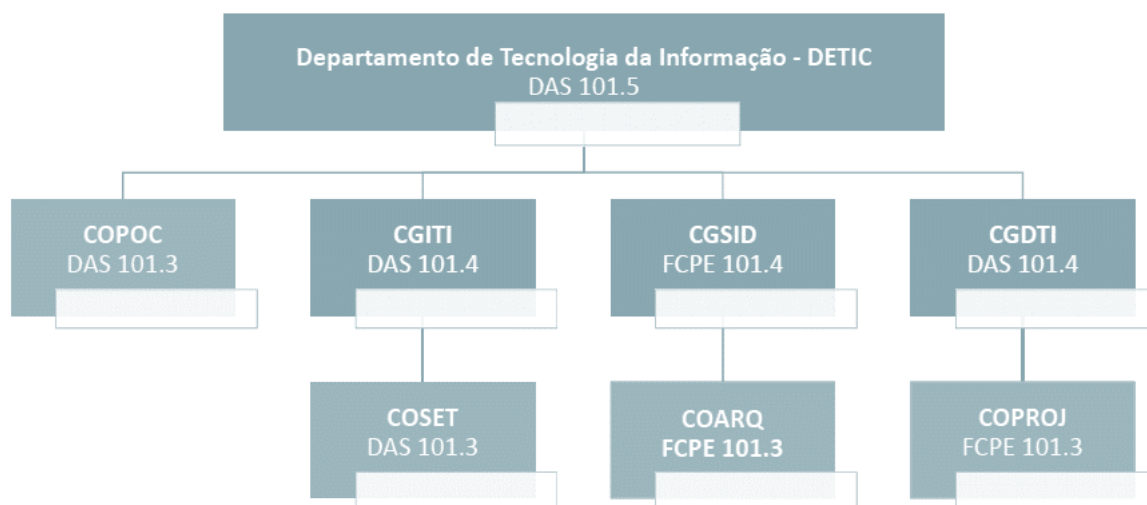 Departamento de Tecnologia da Informação - DETIC
DAS 101.5
COPOC
DAS 101.3
CGITI
DAS 101.4
CGSID
FCPE 101.4
CGDTI
DAS 101.4
COSET
DAS 101.3
COARQ
FCPE 101.3
COPROJ
FCPE 101.3